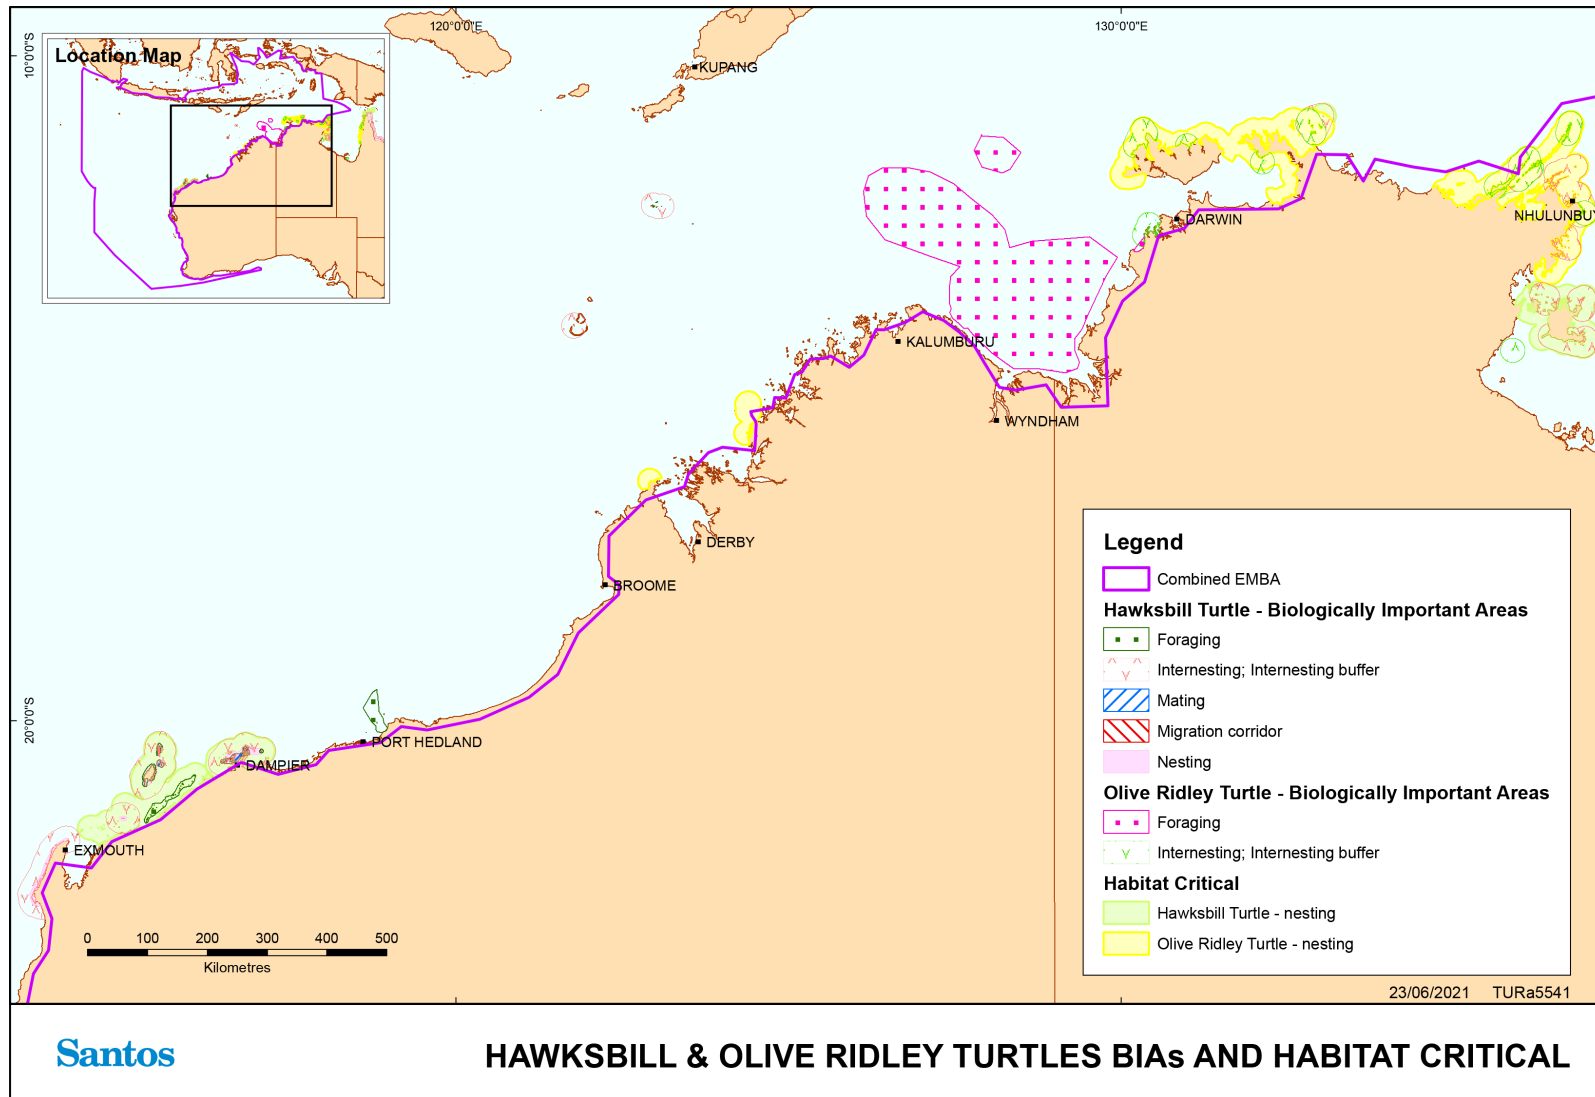 120°0'0"E
130°0'0"E
10°0'0"S
Location Map
KUPANG
DARWIN
NHULUNBUY
KALUMBURU
WYNDHAM
DERBY
BROOME
20°0'0"S
PORT HEDLAND
DAMPIER
EXMOUTH
0 100 200 300 400 500
Kilometres
Legend
Combined EMBA
Hawksbill Turtle - Biologically Important Areas
Foraging
Internesting; Internesting buffer
Mating
Migration corridor
Nesting
Olive Ridley Turtle - Biologically Important Areas
Foraging
Internesting; Internesting buffer
Habitat Critical
Hawksbill Turtle - nesting
Olive Ridley Turtle - nesting
23/06/2021 TURa5541
Santos
HAWKSBILL & OLIVE RIDLEY TURTLES BIAs AND HABITAT CRITICAL